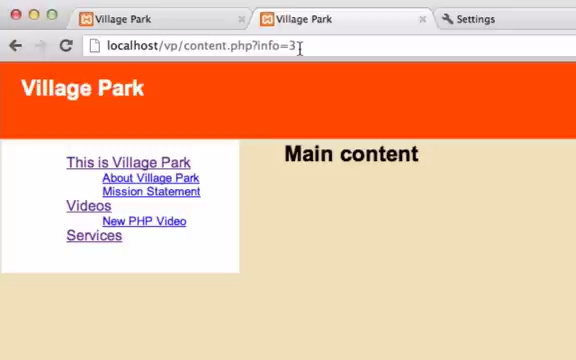 Village Park
Village Park
Settings
localhost/vp/content.php?info=3
Village Park
This is Village Park
About Village Park
Mission Statement
Videos
New PHP Video
Services
Main content